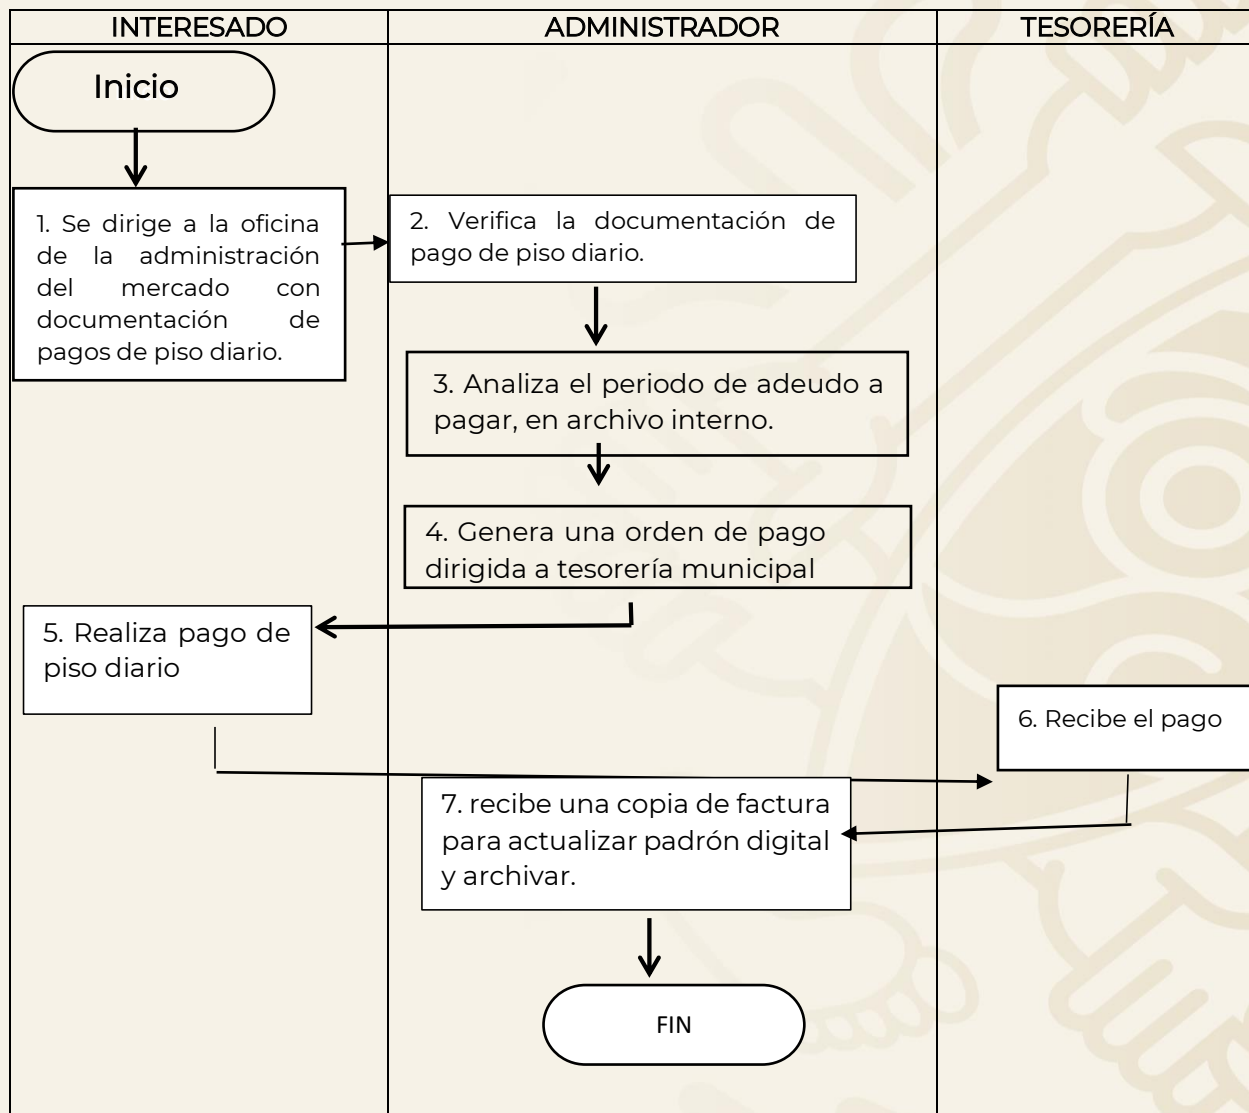 INTERESADO
ADMINISTRADOR
TESORERÍA
Inicio
1. Se dirige a la oficina
de la administración
del mercado con
documentación de
pagos de piso diario.
2. Verifica la documentación de
pago de piso diario.
3. Analiza el periodo de adeudo a
pagar, en archivo interno.
4. Genera una orden de pago
dirigida a tesorería municipal
5. Realiza pago de
piso diario
6. Recibe el pago
7. recibe una copia de factura
para actualizar padrón digital
y archivar.
FIN